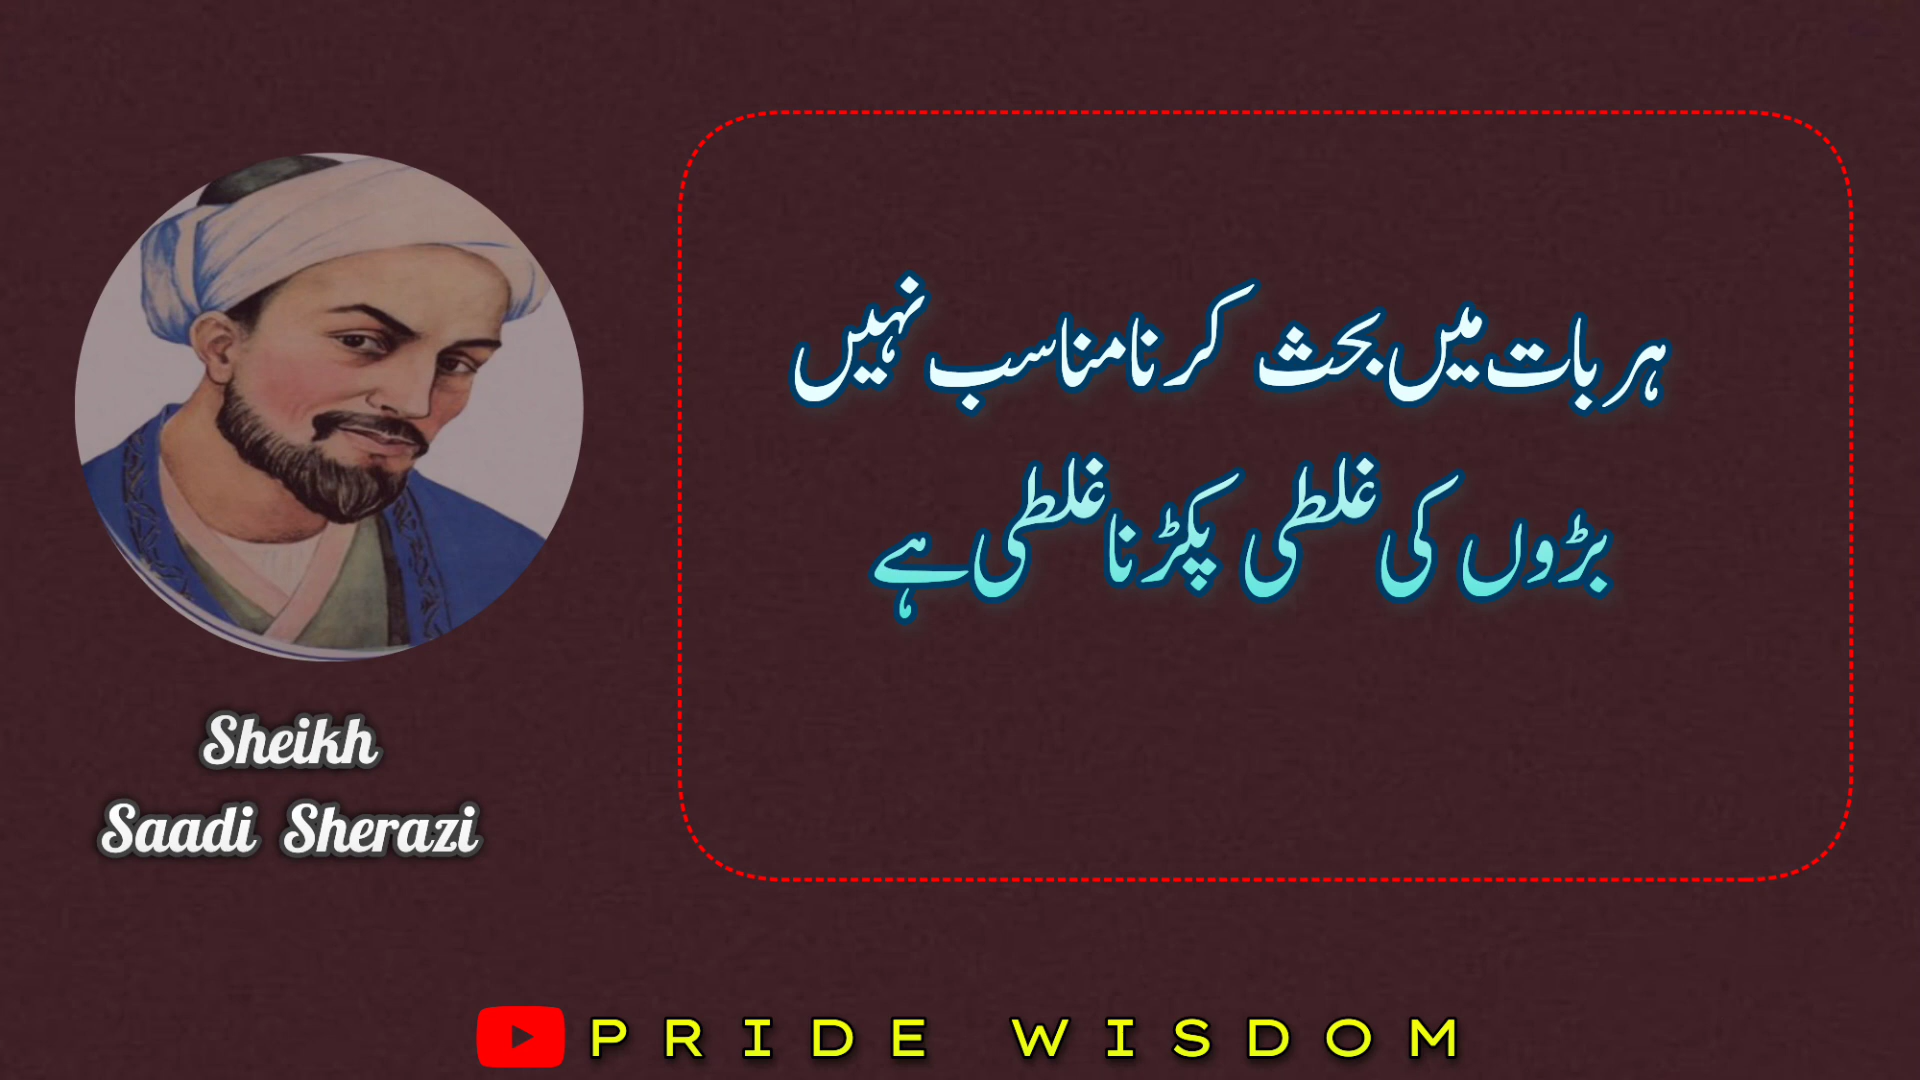 ہر بات میں بحث کرنا مناسب نہیں
بڑوں کی غلطی پکڑنا غلطی ہے
Sheikh
Saadi Sherazi
PRIDE WISDOM